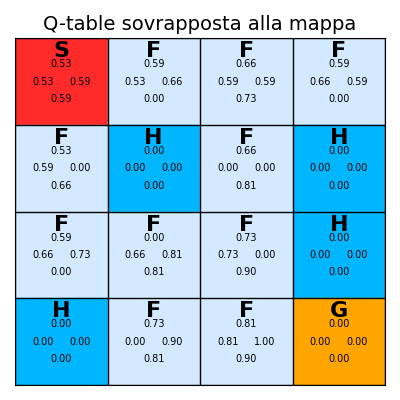 Q-table sovrapposta alla mappa
S F F F
0.53 0.59 0.66 0.59
0.53 0.59 0.53 0.66 0.59 0.59 0.66 0.59
0.59 0.00 0.73 0.00
F H F H
0.53 0.00 0.66 0.00
0.59 0.00 0.00 0.00 0.00 0.00 0.00 0.00
0.66 0.00 0.81 0.00
F F F H
0.59 0.00 0.73 0.00
0.66 0.73 0.66 0.81 0.73 0.00 0.00 0.00
0.00 0.81 0.90 0.00
H F F G
0.00 0.73 0.81 0.00
0.00 0.00 0.00 0.90 0.81 1.00 0.00 0.00
0.00 0.81 0.90 0.00